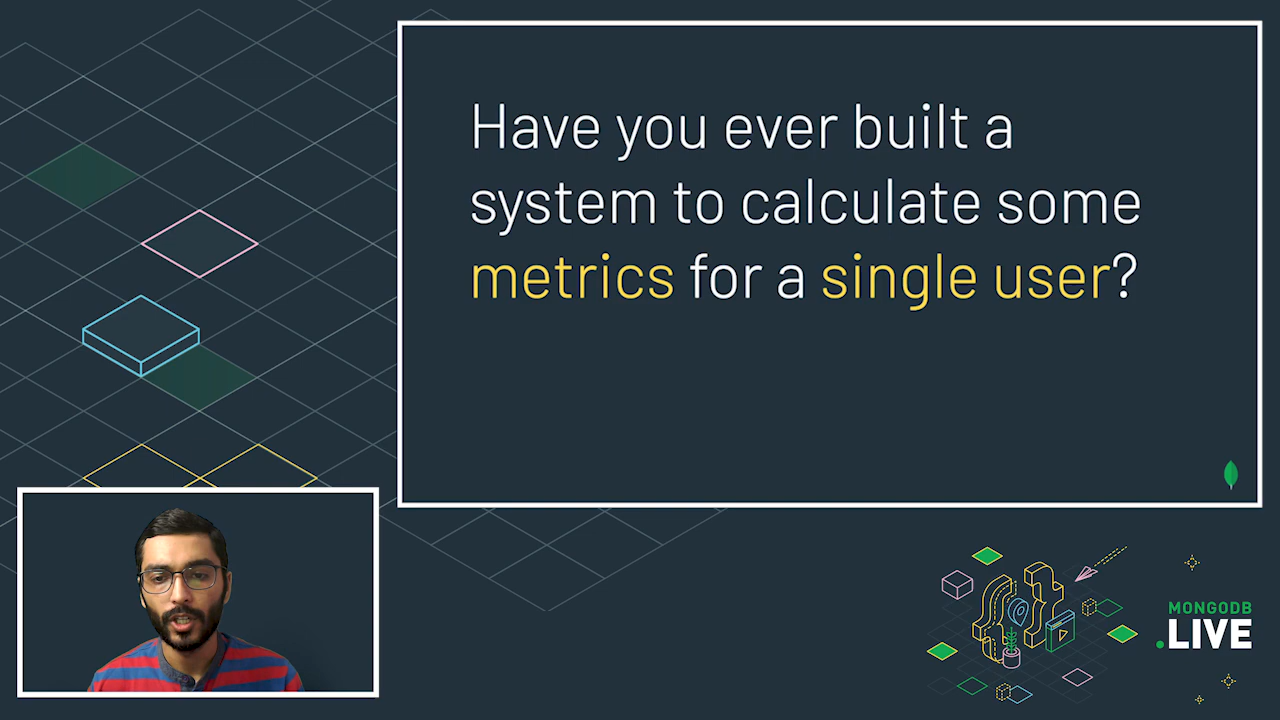 Have you ever built a
system to calculate some
metrics for a single user?
MONGODB
.LIVE